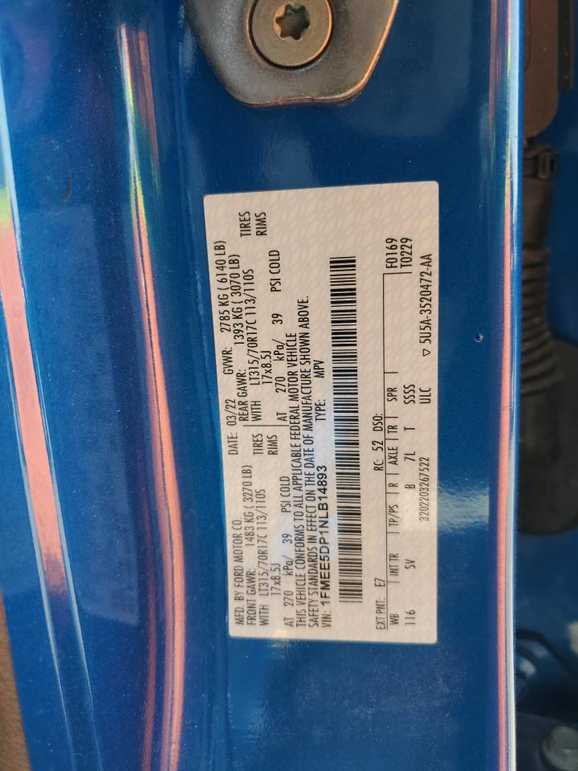 MFD. BY FORD MOTOR CO.
DATE: 03/22 GVWR: 2785 KG ( 6140 LB)
FRONT GAWR: 1483 KG ( 3270 LB) REAR GAWR: 1393 KG ( 3070 LB)
WITH LT315/70R17C 113/110S TIRES WITH LT315/70R17C 113/110S TIRES
17x8.5J RIMS 17x8.5J RIMS
AT 270 kPa/ 39 PSI COLD AT 270 kPa/ 39 PSI COLD
THIS VEHICLE CONFORMS TO ALL APPLICABLE FEDERAL MOTOR VEHICLE
SAFETY STANDARDS IN EFFECT ON THE DATE OF MANUFACTURE SHOWN ABOVE.
VIN: 1FMEE5DP1NLB14893 TYPE: MPV
EXT PNT: E7 RC: 52 DSO: F0169
WB INT TR TP/PS R AXLE TR SPR T0229
116 5V B 7L T SSSS
3202203267522 ULC ▽ 5U5A-3520472-AA